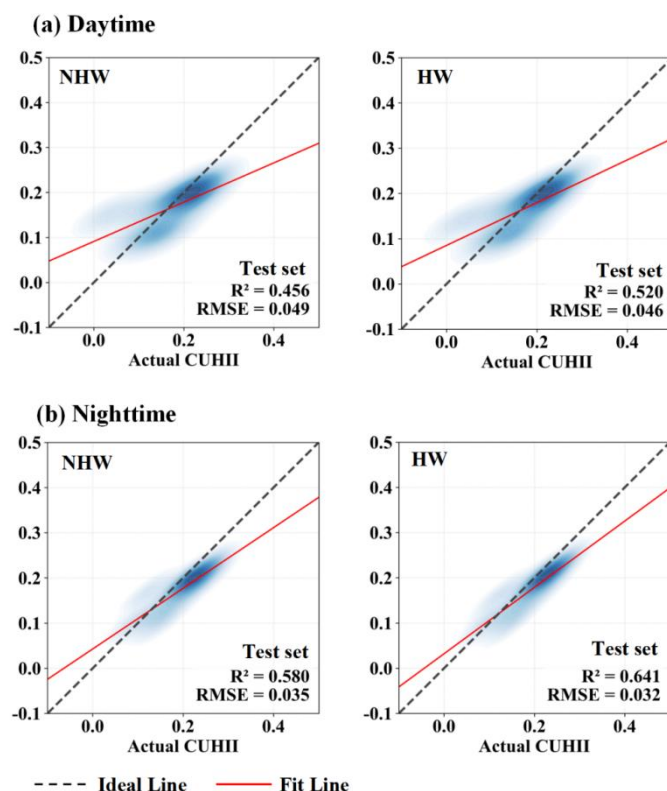 (a) Daytime
NHW
0.5
0.4
0.3
0.2
0.1
0.0
-0.1
Test set
R² = 0.456
RMSE = 0.049
0.0 0.2 0.4
Actual CUHII
HW
0.5
0.4
0.3
0.2
0.1
0.0
-0.1
Test set
R² = 0.520
RMSE = 0.046
0.0 0.2 0.4
Actual CUHII
(b) Nighttime
NHW
0.5
0.4
0.3
0.2
0.1
0.0
-0.1
Test set
R² = 0.580
RMSE = 0.035
0.0 0.2 0.4
Actual CUHII
HW
0.5
0.4
0.3
0.2
0.1
0.0
-0.1
Test set
R² = 0.641
RMSE = 0.032
0.0 0.2 0.4
Actual CUHII
Ideal Line Fit Line